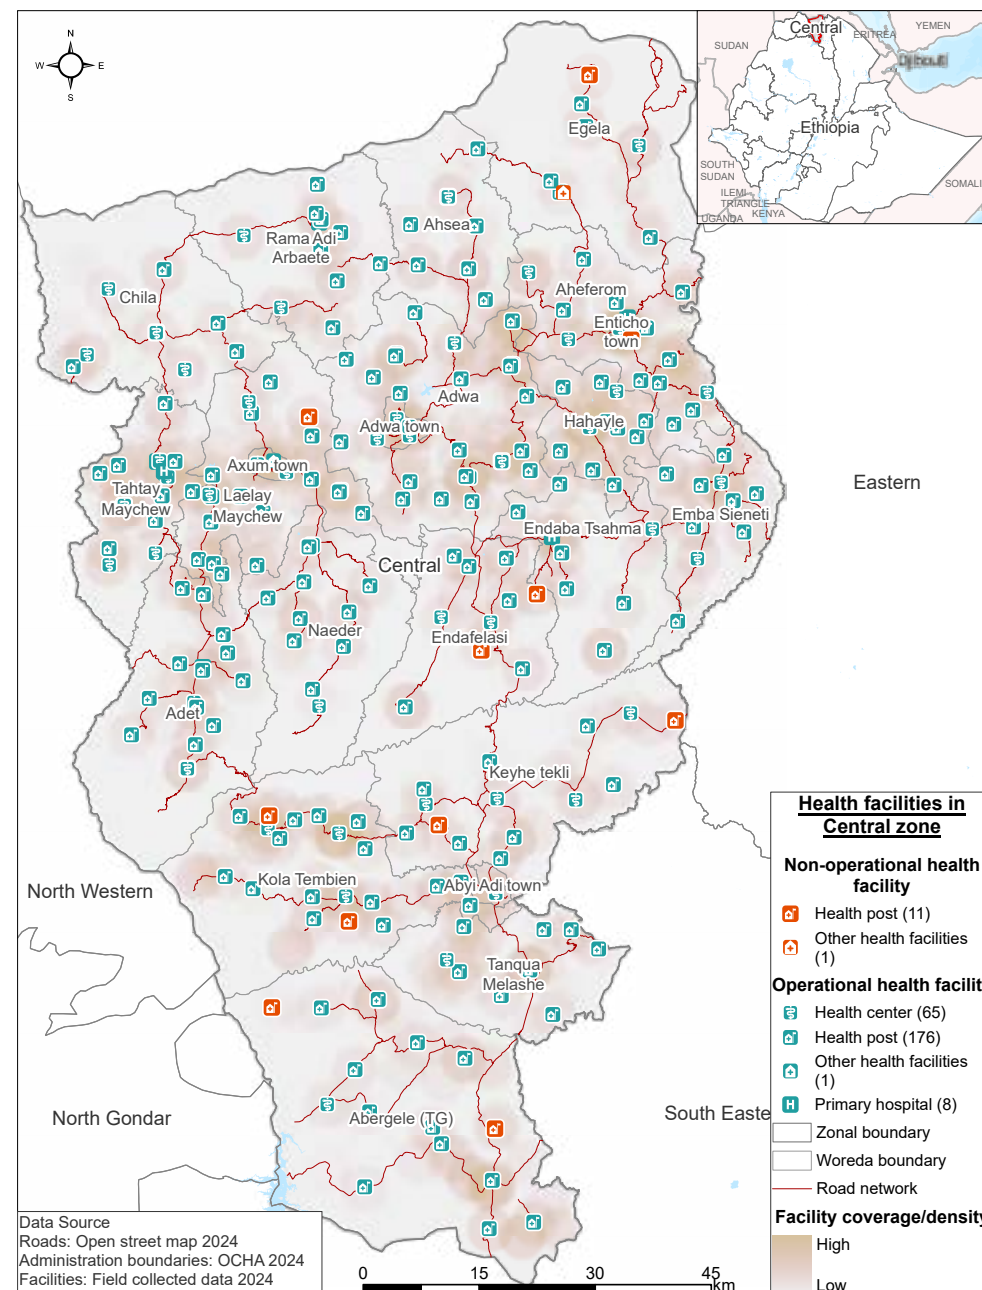 N
W
E
S
Central
ERITREA
YEMEN
SUDAN
Djibouti
Ethiopia
SOUTH
SUDAN
ILEMI
TRIANGLE
KENYA
UGANDA
SOMALI
Egela
Ahsea
Rama Adi
Arbaete
Chila
Aheferom
Enticho
town
Adwa
Adwa town
Hahayle
Axum town
Tahtay
Maychew
Laelay
Maychew
Eastern
Emba Sieneti
Endaba Tsahma
Central
Naeder
Endafelasi
Adet
Keyhe tekli
North Western
Kola Tembien
Abyi Adi town
Tanqua
Melashe
North Gondar
Abergele (TG)
South Easte
Health facilities in
Central zone
Non-operational health
facility
Health post (11)
Other health facilities
(1)
Operational health facilit
Health center (65)
Health post (176)
Other health facilities
(1)
H Primary hospital (8)
Zonal boundary
Woreda boundary
Road network
Facility coverage/density
High
Low
Data Source
Roads: Open street map 2024
Administration boundaries: OCHA 2024
Facilities: Field collected data 2024
0 15 30 45
km